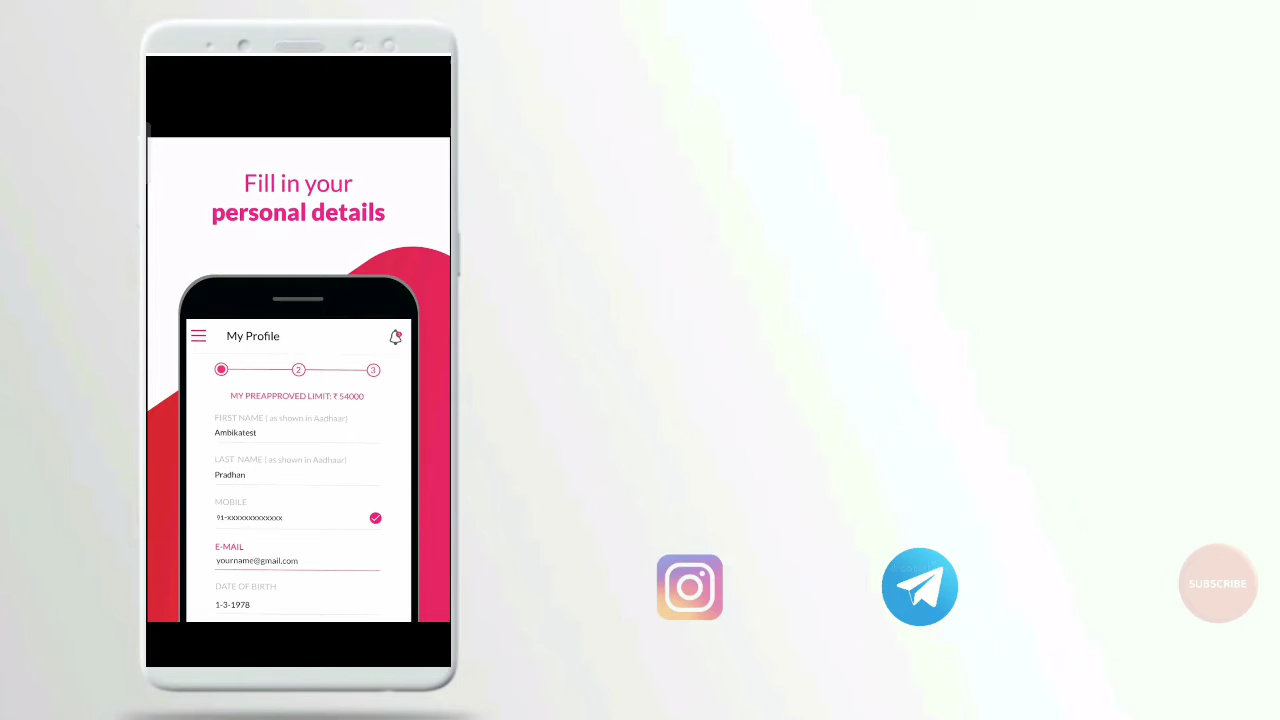 Fill in your
personal details
My Profile
2
3
MY PREAPPROVED LIMIT: ₹ 54000
FIRST NAME ( as shown in Aadhaar)
Ambikatest
LAST NAME ( as shown in Aadhaar)
Pradhan
MOBILE
91-xxxxxxxxxxxxx
E-MAIL
yourname@gmail.com
DATE OF BIRTH
1-3-1978
SUBSCRIBE